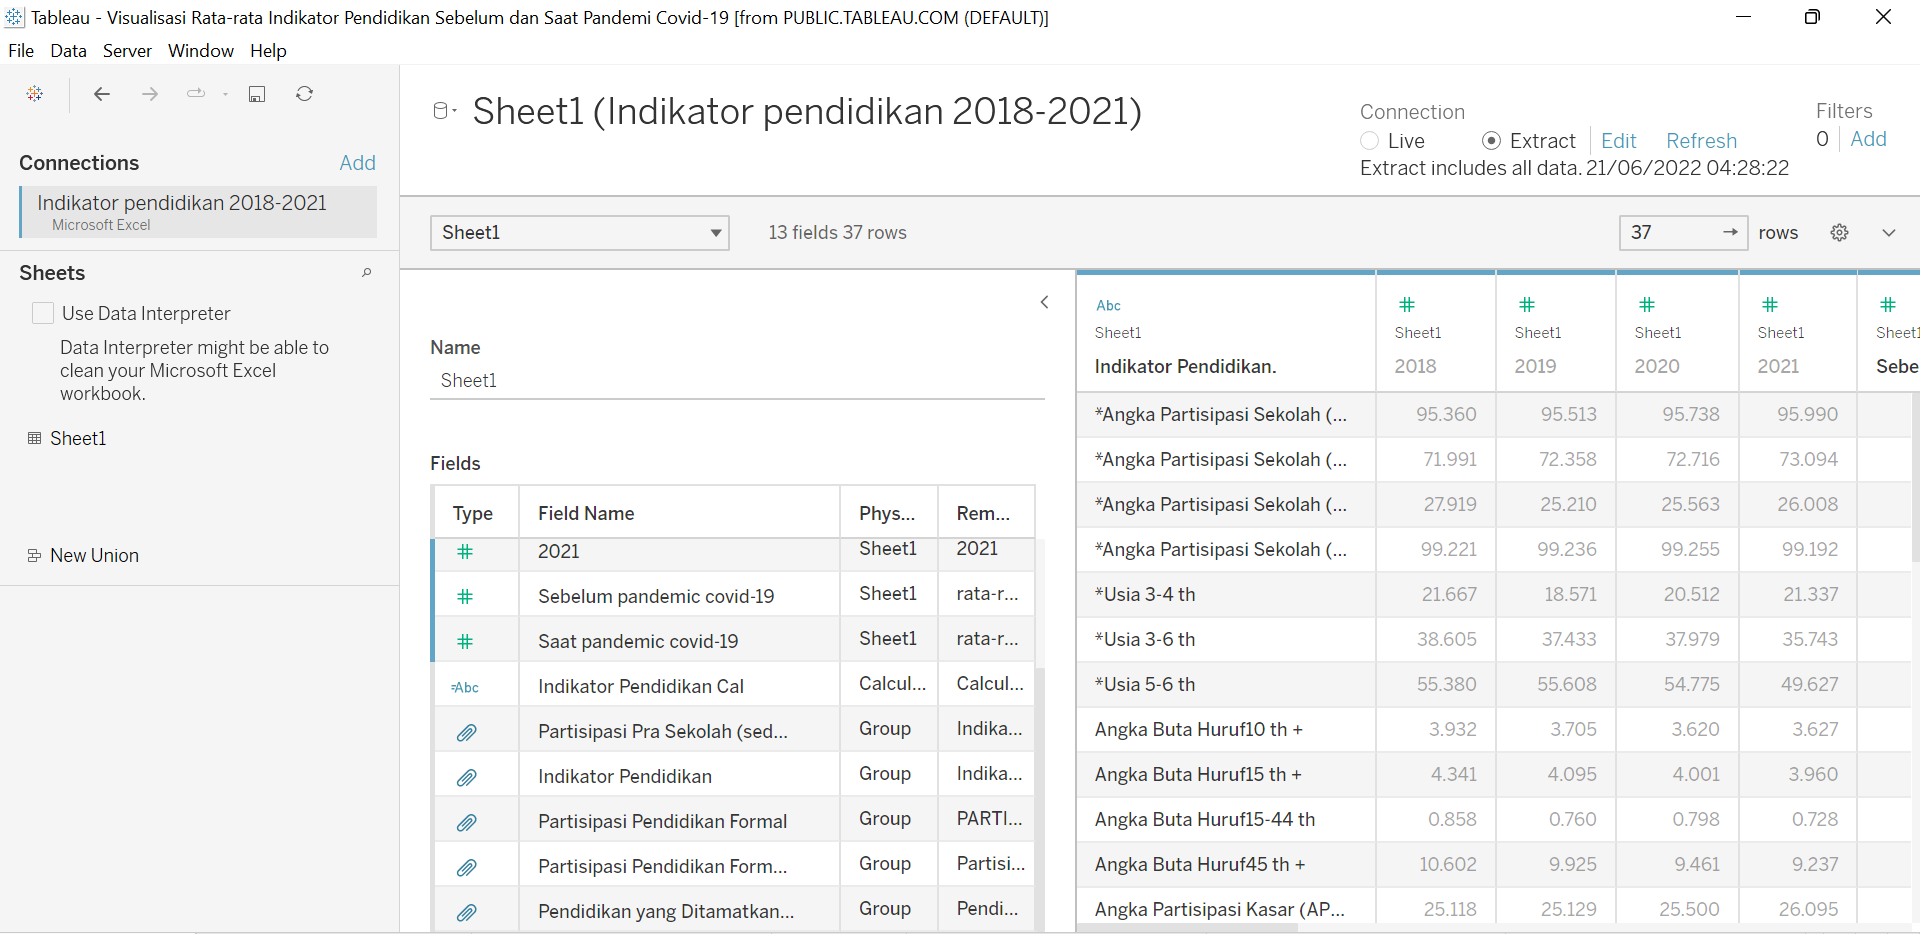 Tableau - Visualisasi Rata-rata Indikator Pendidikan Sebelum dan Saat Pandemi Covid-19 [from PUBLIC.TABLEAU.COM (DEFAULT)]
File Data Server Window Help
Connections Add
Indikator pendidikan 2018-2021
Microsoft Excel
Sheets
Use Data Interpreter
Data Interpreter might be able to
clean your Microsoft Excel
workbook.
Sheet1
New Union
Sheet1 (Indikator pendidikan 2018-2021)
Connection
Live Extract Edit Refresh
Extract includes all data. 21/06/2022 04:28:22
Filters
0 Add
Sheet1 13 fields 37 rows
37 → rows
Name
Sheet1
Fields
Type Field Name Phys... Rem...
# 2021 Sheet1 2021
# Sebelum pandemic covid-19 Sheet1 rata-r...
# Saat pandemic covid-19 Sheet1 rata-r...
=Abc Indikator Pendidikan Cal Calcul... Calcul...
Partisipasi Pra Sekolah (sed... Group Indika...
Indikator Pendidikan Group Indika...
Partisipasi Pendidikan Formal Group PARTI...
Partisipasi Pendidikan Form... Group Partisi...
Pendidikan yang Ditamatkan... Group Pendi...
Abc # # # # #
Sheet1 Sheet1 Sheet1 Sheet1 Sheet1 Sheet1
Indikator Pendidikan. 2018 2019 2020 2021 Sebe
*Angka Partisipasi Sekolah (... 95.360 95.513 95.738 95.990
*Angka Partisipasi Sekolah (... 71.991 72.358 72.716 73.094
*Angka Partisipasi Sekolah (... 27.919 25.210 25.563 26.008
*Angka Partisipasi Sekolah (... 99.221 99.236 99.255 99.192
*Usia 3-4 th 21.667 18.571 20.512 21.337
*Usia 3-6 th 38.605 37.433 37.979 35.743
*Usia 5-6 th 55.380 55.608 54.775 49.627
Angka Buta Huruf10 th + 3.932 3.705 3.620 3.627
Angka Buta Huruf15 th + 4.341 4.095 4.001 3.960
Angka Buta Huruf15-44 th 0.858 0.760 0.798 0.728
Angka Buta Huruf45 th + 10.602 9.925 9.461 9.237
Angka Partisipasi Kasar (AP... 25.118 25.129 25.500 26.095